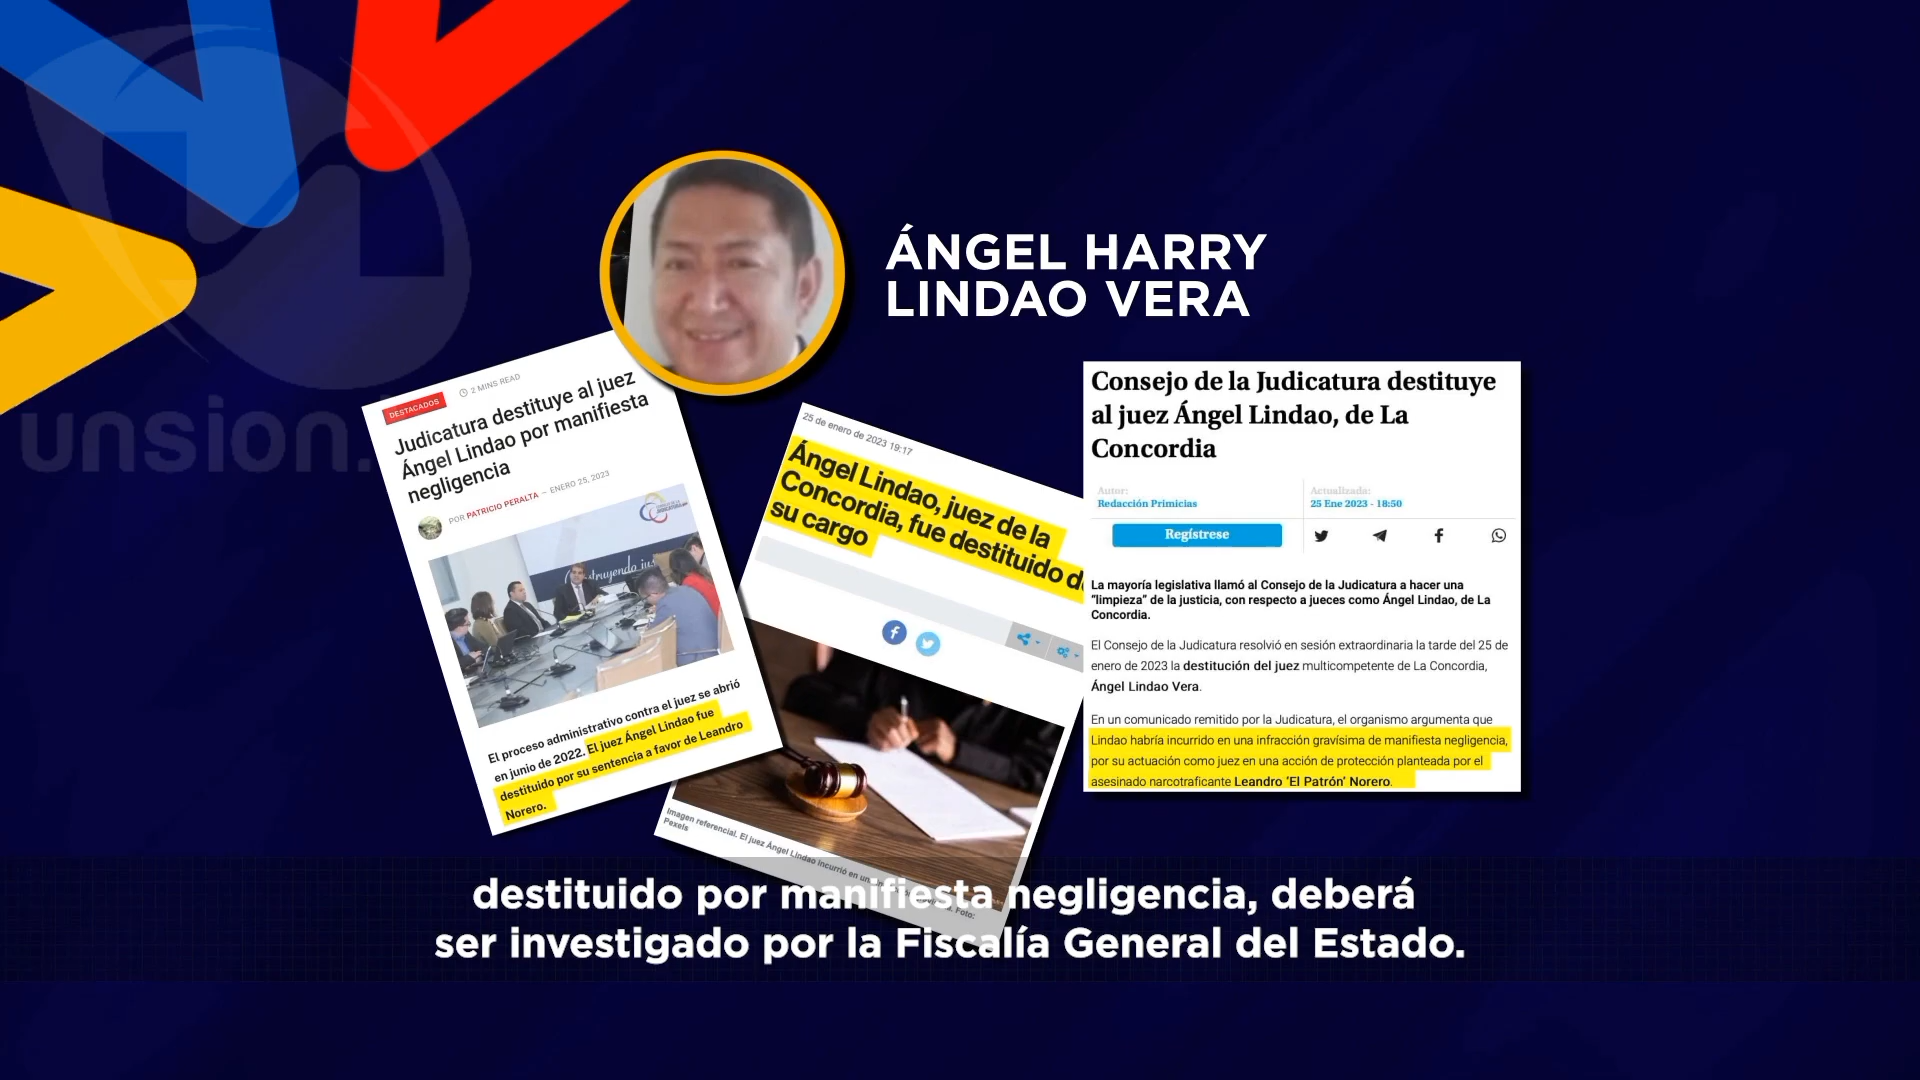 unsion.
ÁNGEL HARRY
LINDAO VERA
DESTACADOS
2 MINS READ
Judicatura destituye al juez
Ángel Lindao por manifiesta
negligencia
POR PATRICIO PERALTA – ENERO 25, 2023
El proceso administrativo contra el juez se abrió
en junio de 2022. El juez Ángel Lindao fue
destituido por su sentencia a favor de Leandro
Norero.
25 de enero de 2023 19:17
Ángel Lindao, juez de la
Concordia, fue destituido de
su cargo
Imagen referencial. El juez Ángel Lindao incurrió en un
Foto:
Pexels
Consejo de la Judicatura destituye
al juez Ángel Lindao, de La
Concordia
Autor:
Redacción Primicias
Actualizada:
25 Ene 2023 - 18:50
Regístrese
La mayoría legislativa llamó al Consejo de la Judicatura a hacer una
"limpieza" de la justicia, con respecto a jueces como Ángel Lindao, de La
Concordia.
El Consejo de la Judicatura resolvió en sesión extraordinaria la tarde del 25 de
enero de 2023 la destitución del juez multicompetente de La Concordia,
Ángel Lindao Vera.
En un comunicado remitido por la Judicatura, el organismo argumenta que
Lindao habría incurrido en una infracción gravísima de manifiesta negligencia,
por su actuación como juez en una acción de protección planteada por el
asesinado narcotraficante Leandro 'El Patrón' Norero.
destituido por manifiesta negligencia, deberá
ser investigado por la Fiscalía General del Estado.